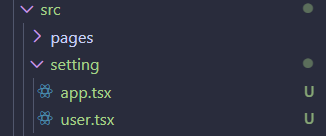 src
pages
setting
app.tsx U
user.tsx U